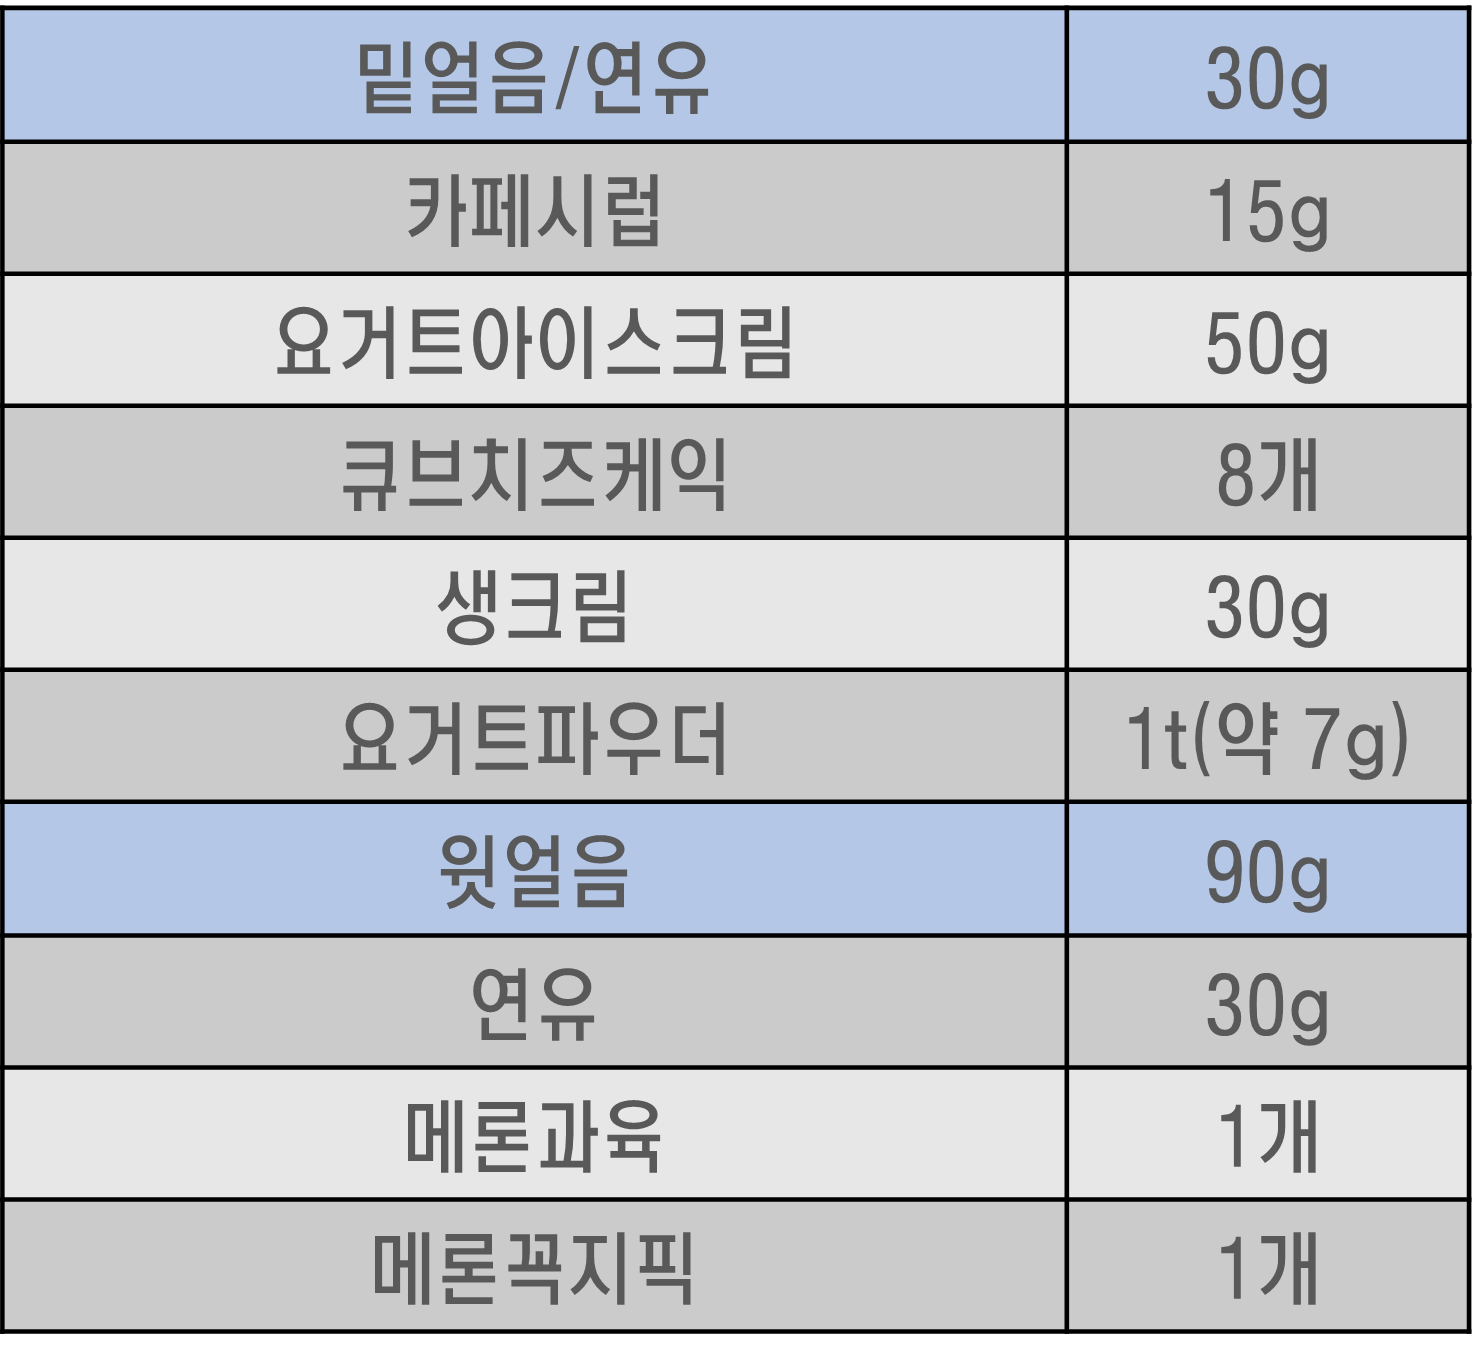 밑얼음/연유 30g
카페시럽 15g
요거트아이스크림 50g
큐브치즈케익 8개
생크림 30g
요거트파우더 1t(약 7g)
윗얼음 90g
연유 30g
메론과육 1개
메론꼭지픽 1개